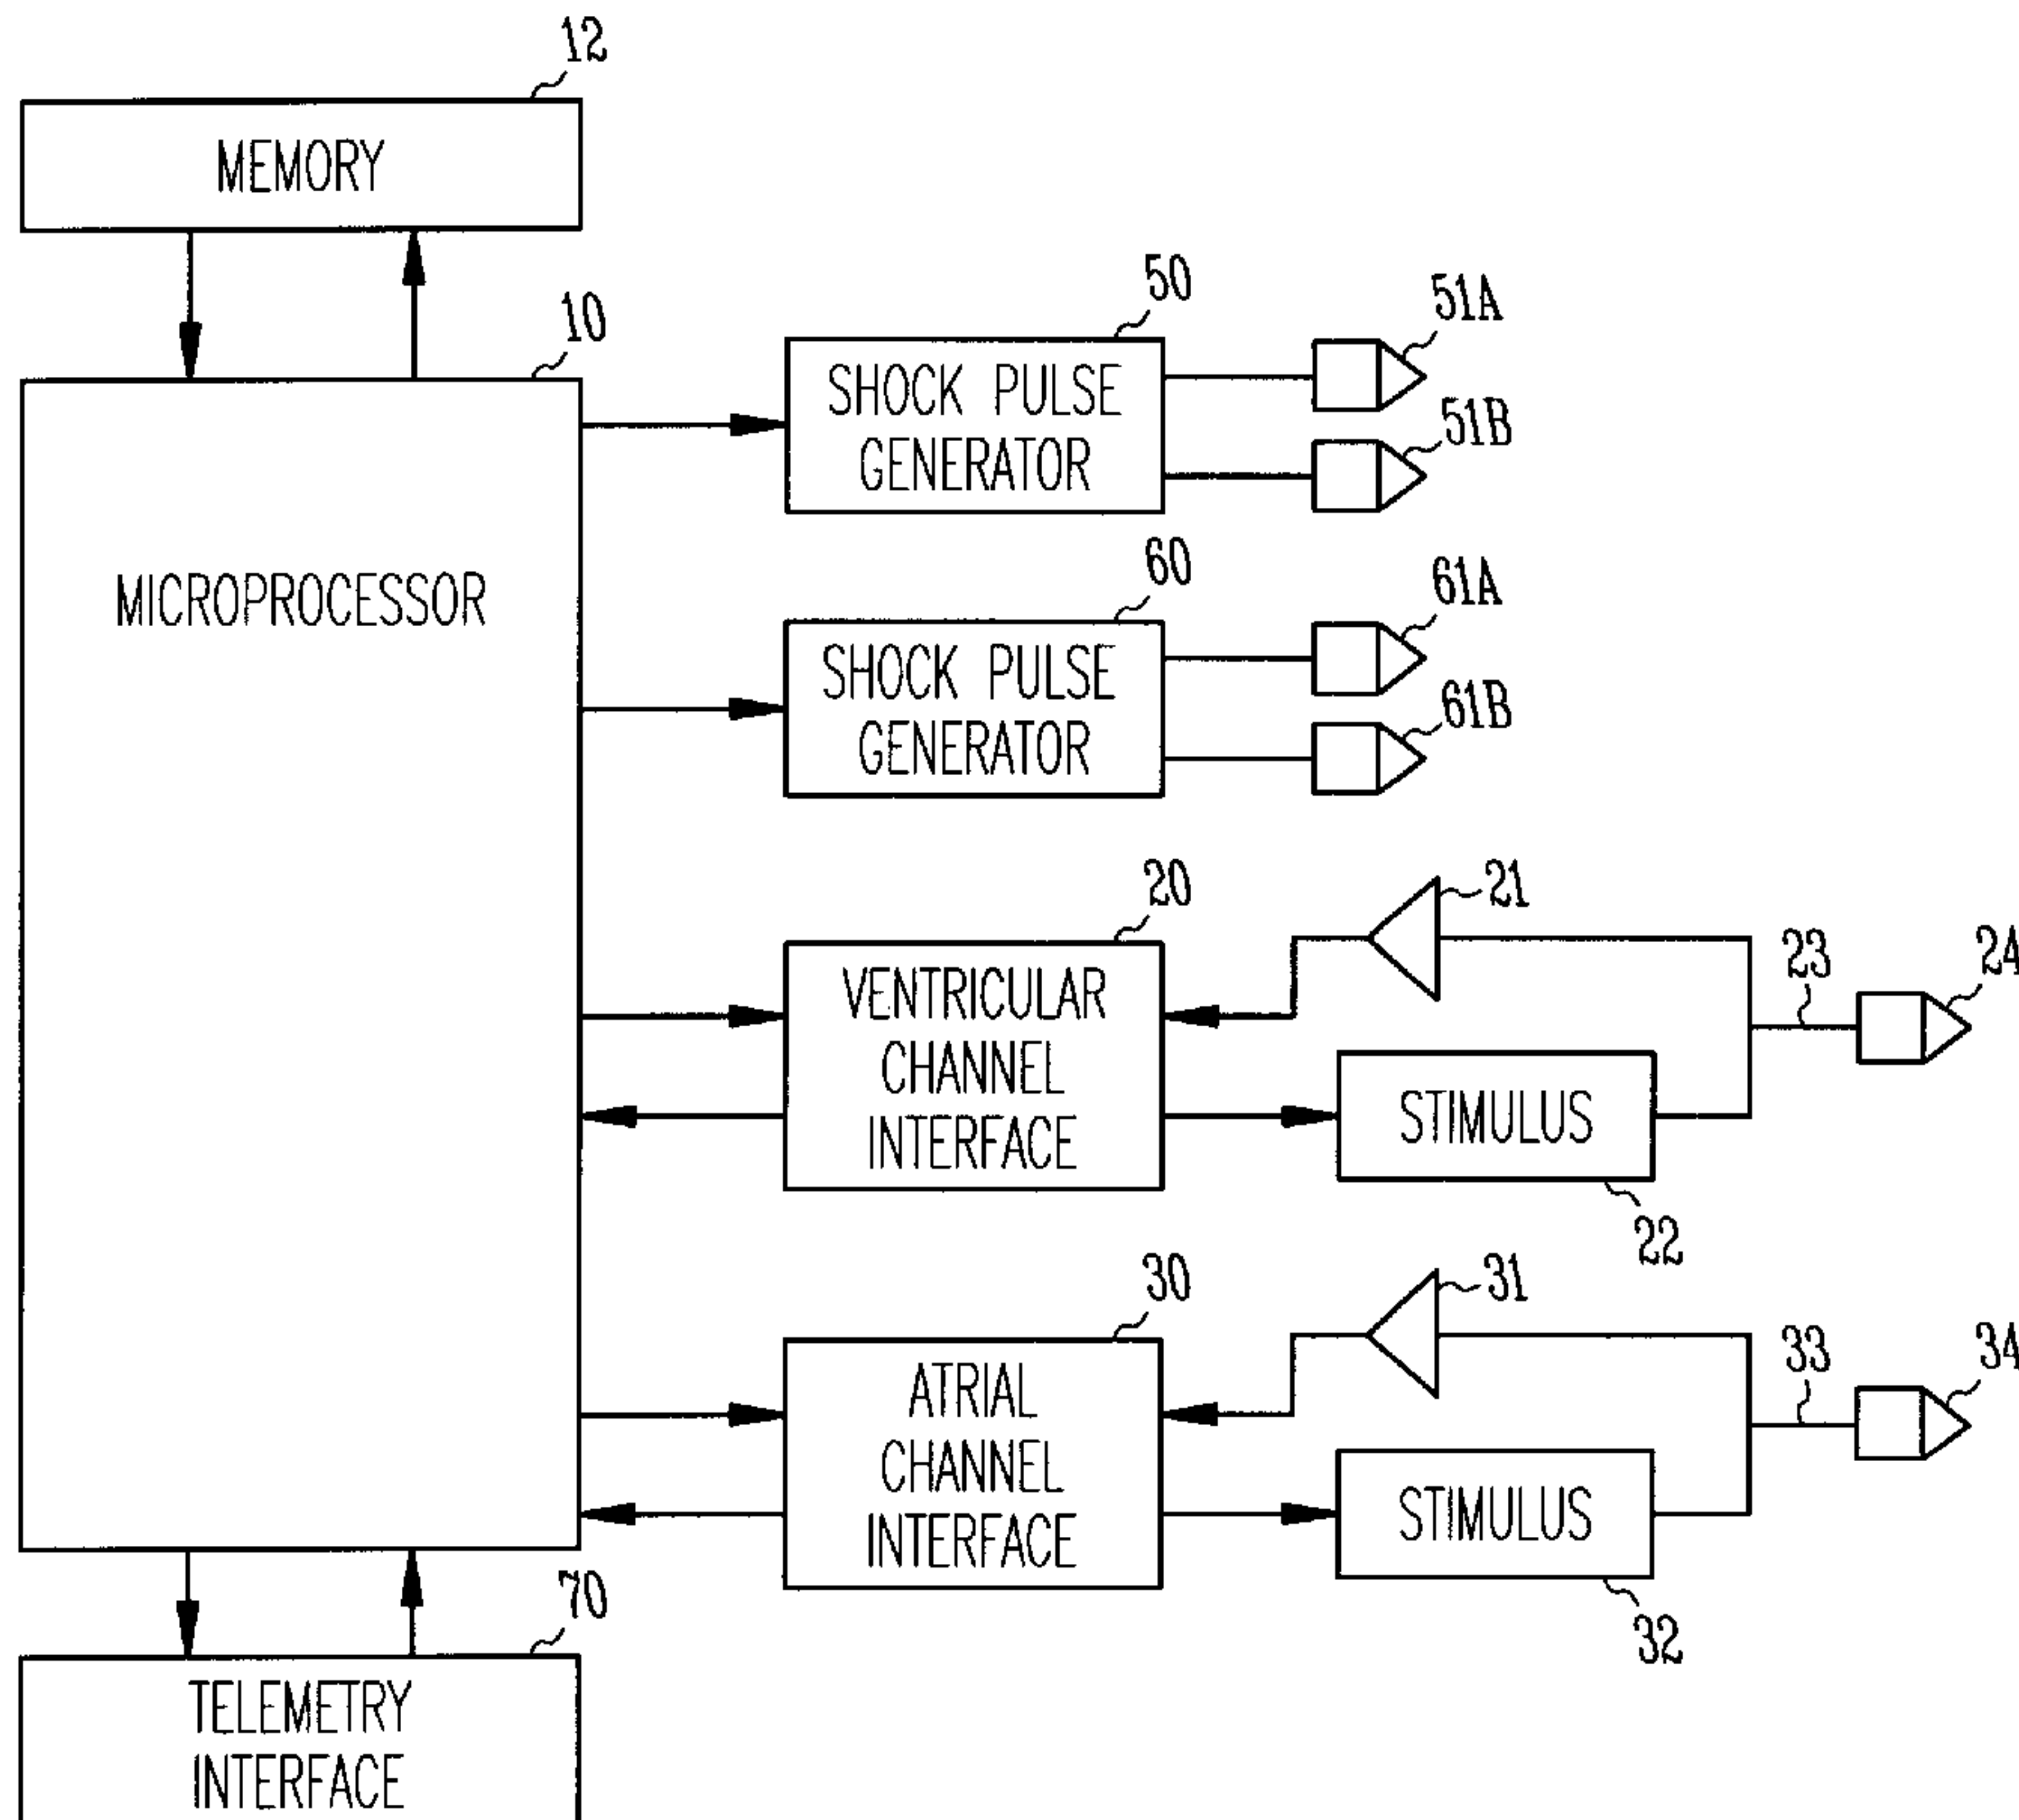 12
MEMORY
10
MICROPROCESSOR
50
SHOCK PULSE
GENERATOR
51A
51B
60
SHOCK PULSE
GENERATOR
61A
61B
20
VENTRICULAR
CHANNEL
INTERFACE
21
23
24
STIMULUS
22
30
ATRIAL
CHANNEL
INTERFACE
31
33
34
STIMULUS
32
70
TELEMETRY
INTERFACE